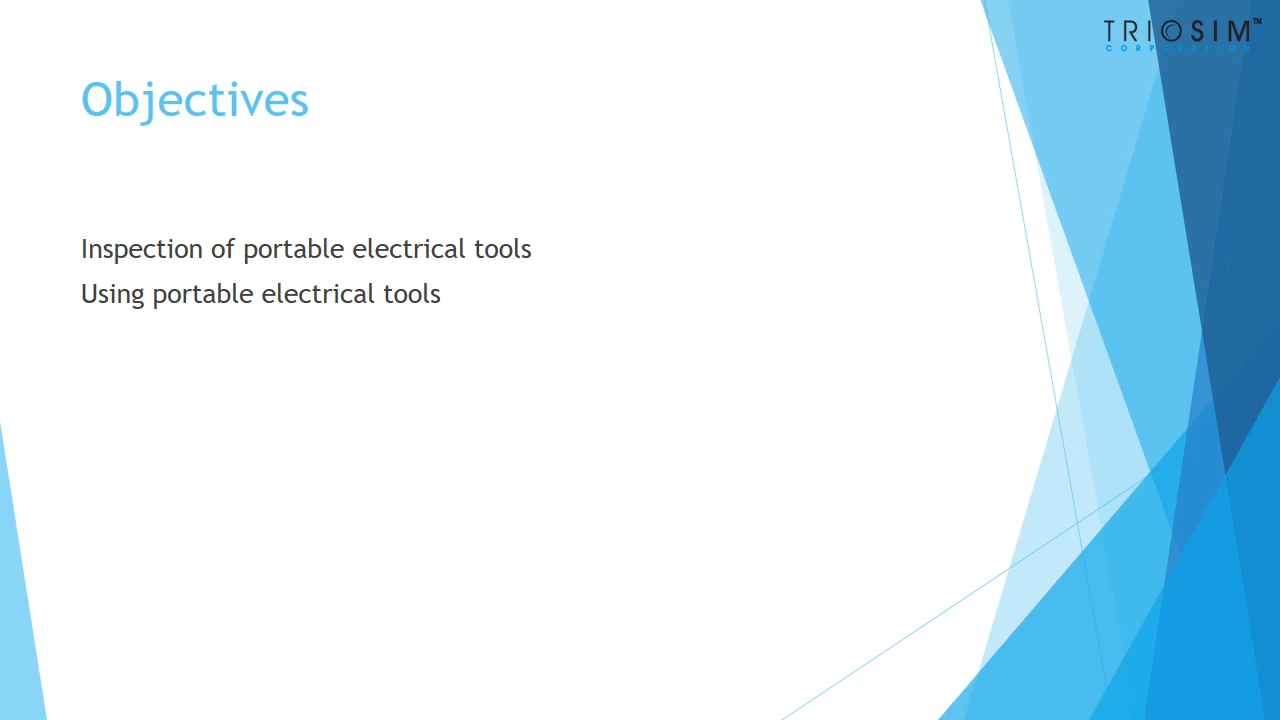 TRIOSIM™
CORPORATION
Objectives
Inspection of portable electrical tools
Using portable electrical tools